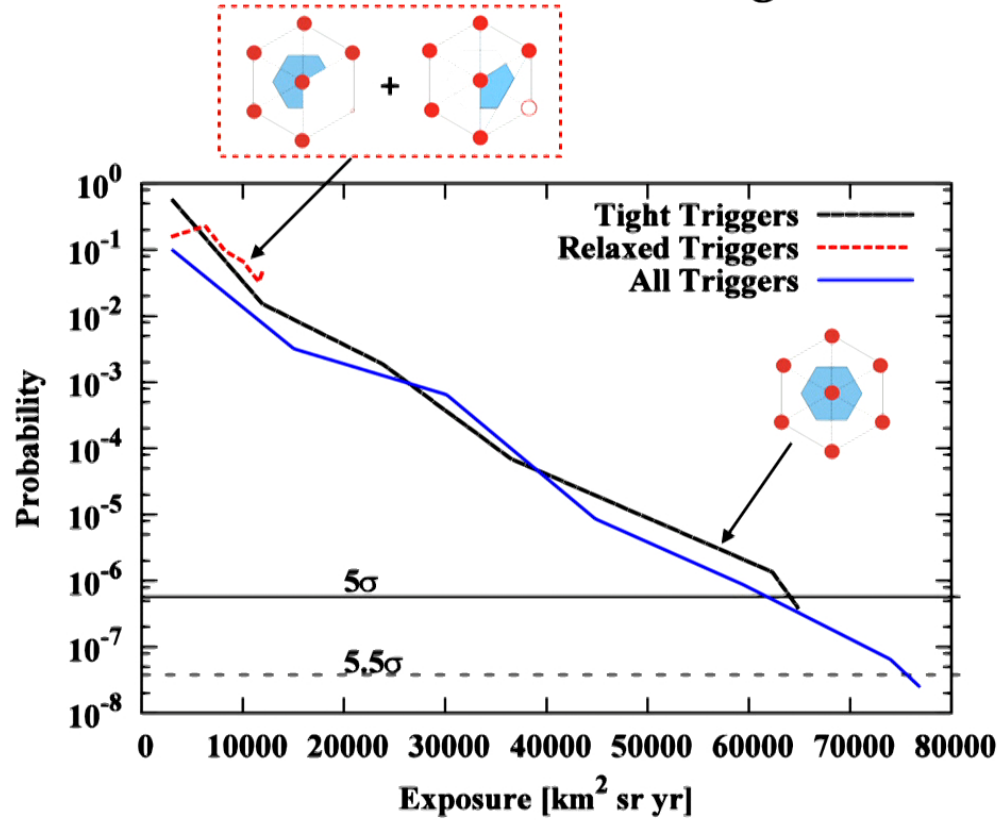 +
Tight Triggers
Relaxed Triggers
All Triggers
10^0
10^-1
10^-2
10^-3
10^-4
10^-5
10^-6
10^-7
10^-8
Probability
5σ
5.5σ
0 10000 20000 30000 40000 50000 60000 70000 80000
Exposure [km^2 sr yr]